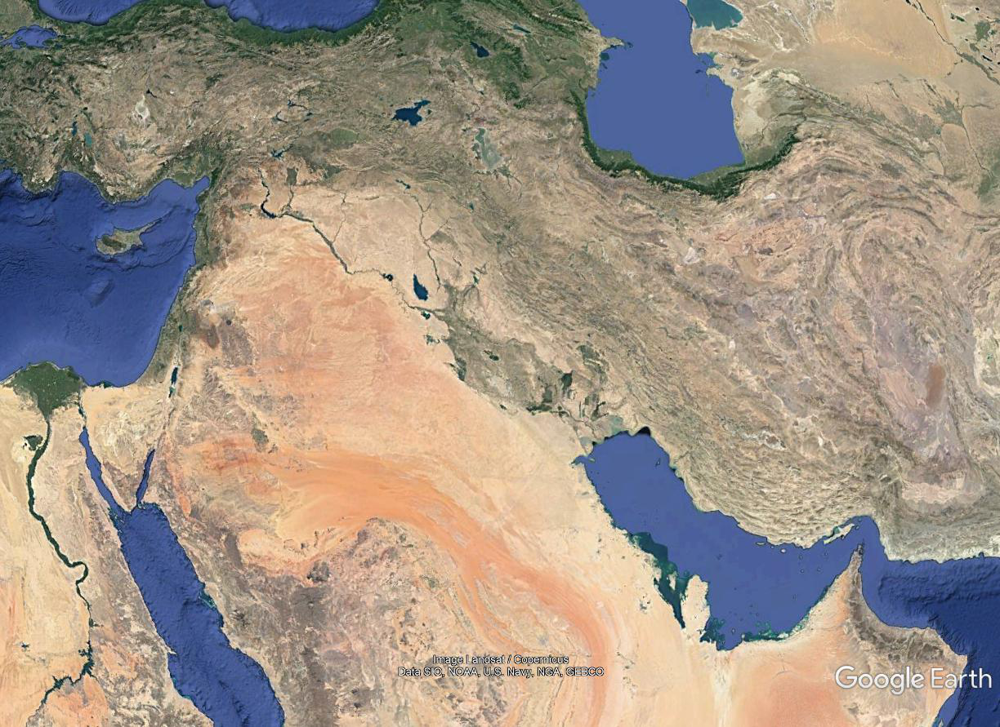 Image Landsat / Copernicus
Data SIO, NOAA, U.S. Navy, NGA, GEBCO
Google Earth